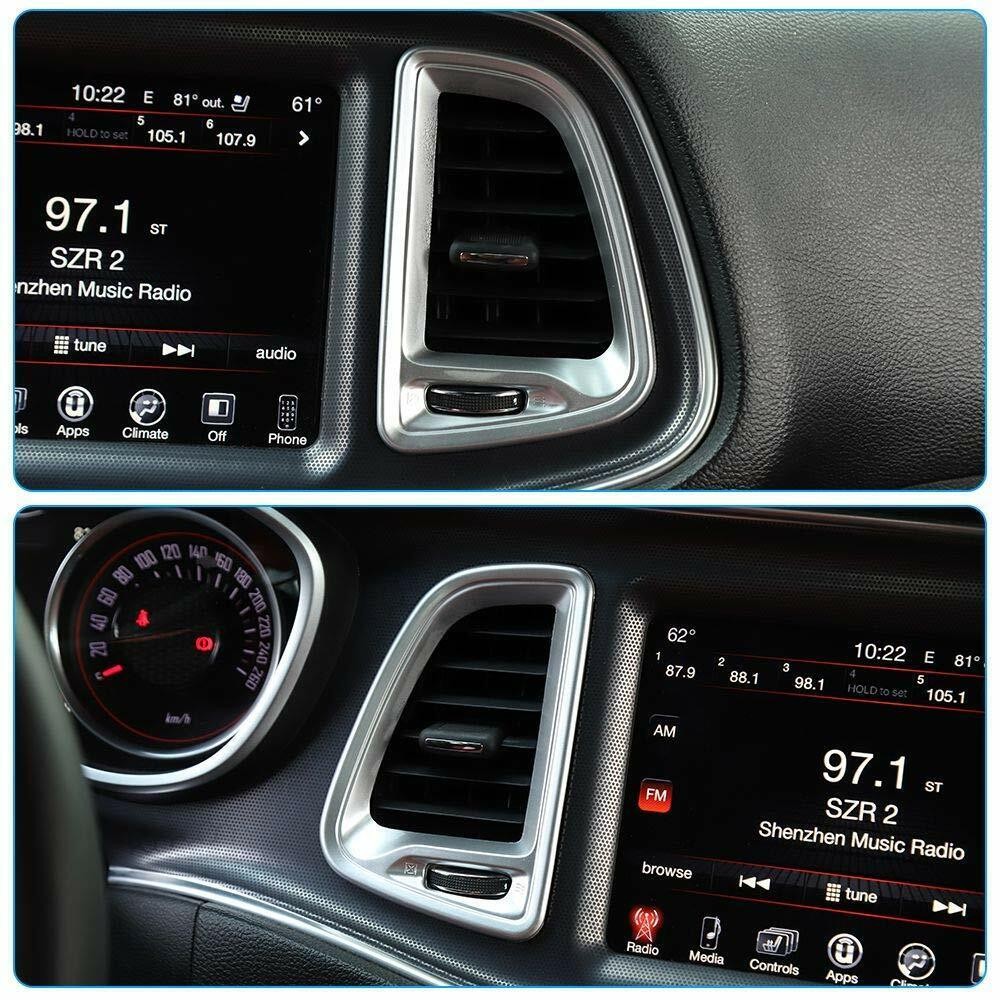 10:22 E 81° out. 61°
98.1 4 HOLD to set 5 105.1 6 107.9
97.1 ST
SZR 2
nzhen Music Radio
tune audio
ols Apps Climate Off Phone
20 40 60 80 100 120 140 160 180 200 220 240 260
km/h
62° 10:22 E 81°
1 87.9 2 88.1 3 98.1 4 HOLD to set 5 105.1
AM
FM
97.1 ST
SZR 2
Shenzhen Music Radio
browse tune
Radio Media Controls Apps Clima